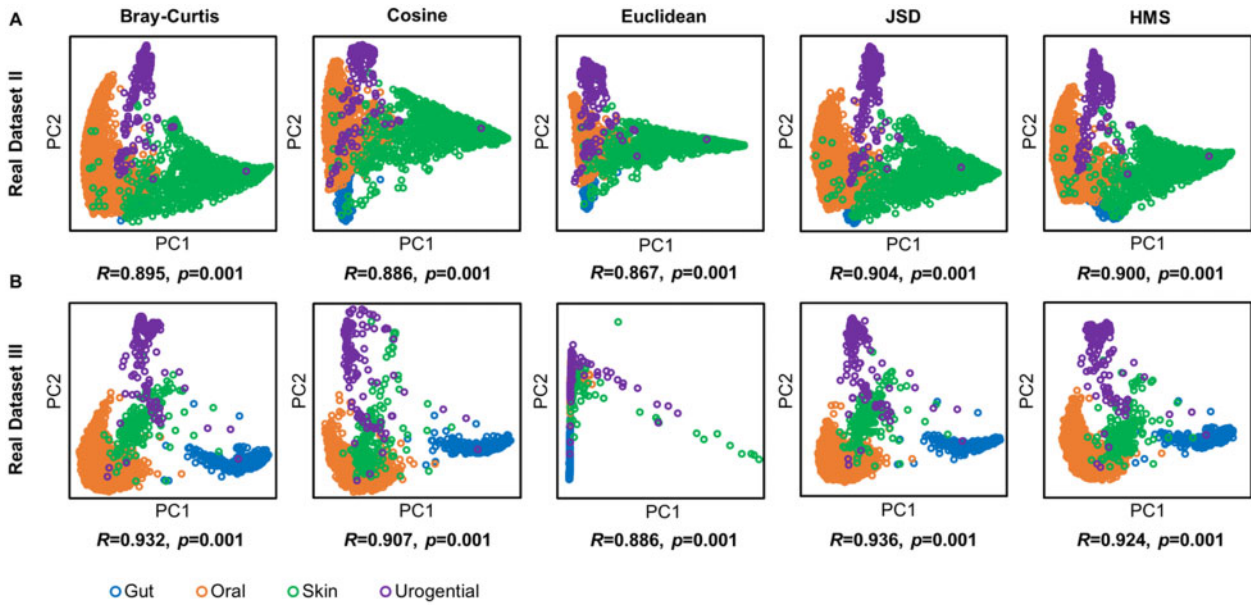 A Bray-Curtis Cosine Euclidean JSD HMS
Real Dataset II
PC2 PC2 PC2 PC2 PC2
PC1 PC1 PC1 PC1 PC1
R=0.895, p=0.001 R=0.886, p=0.001 R=0.867, p=0.001 R=0.904, p=0.001 R=0.900, p=0.001
B
Real Dataset III
PC2 PC2 PC2 PC2 PC2
PC1 PC1 PC1 PC1 PC1
R=0.932, p=0.001 R=0.907, p=0.001 R=0.886, p=0.001 R=0.936, p=0.001 R=0.924, p=0.001
Gut Oral Skin Urogential